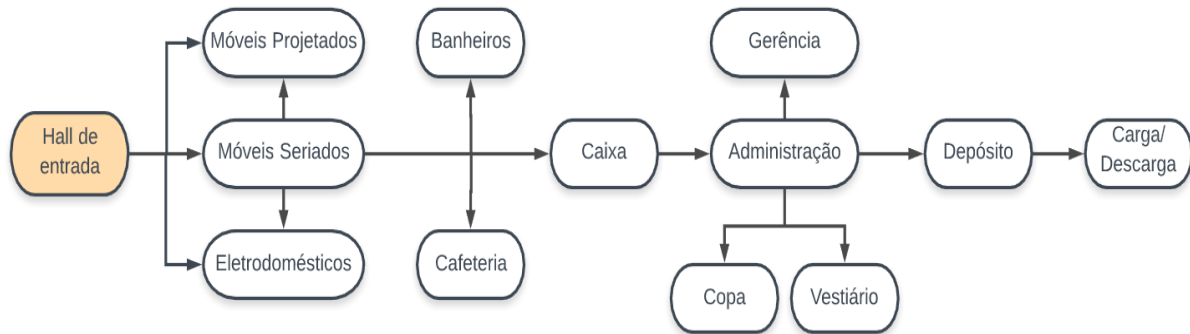 Hall de
entrada
Móveis Projetados
Móveis Seriados
Eletrodomésticos
Banheiros
Cafeteria
Caixa
Gerência
Administração
Copa
Vestiário
Depósito
Carga/
Descarga